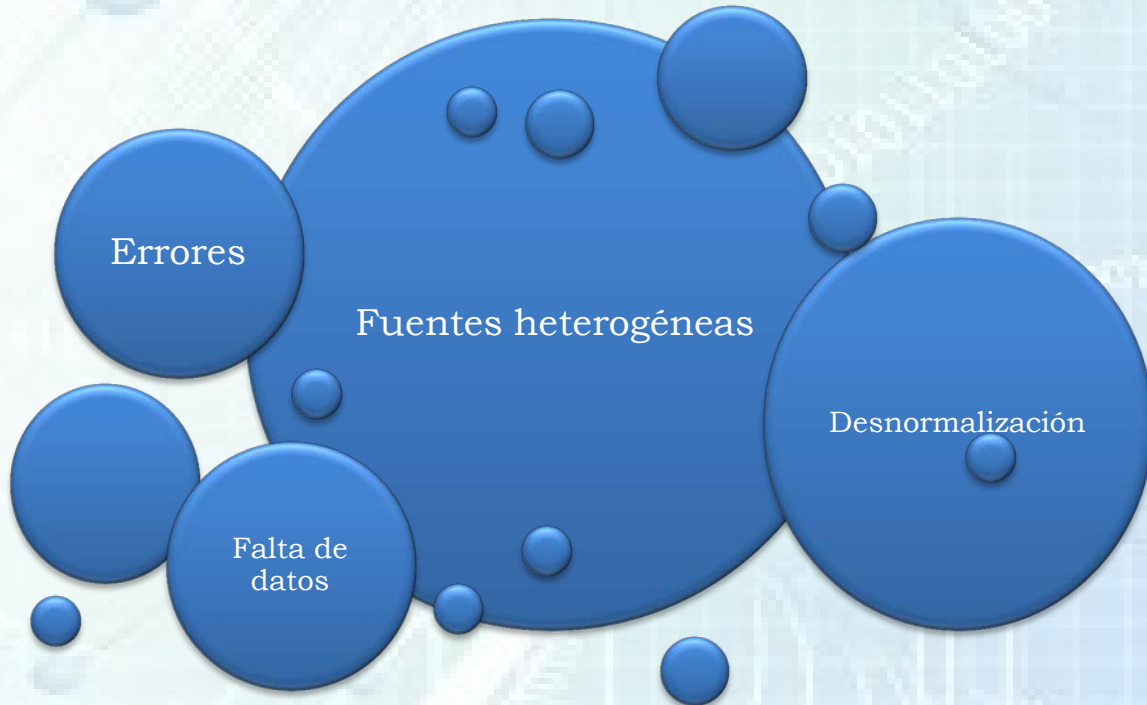 Errores
Fuentes heterogéneas
Desnormalización
Falta de
datos